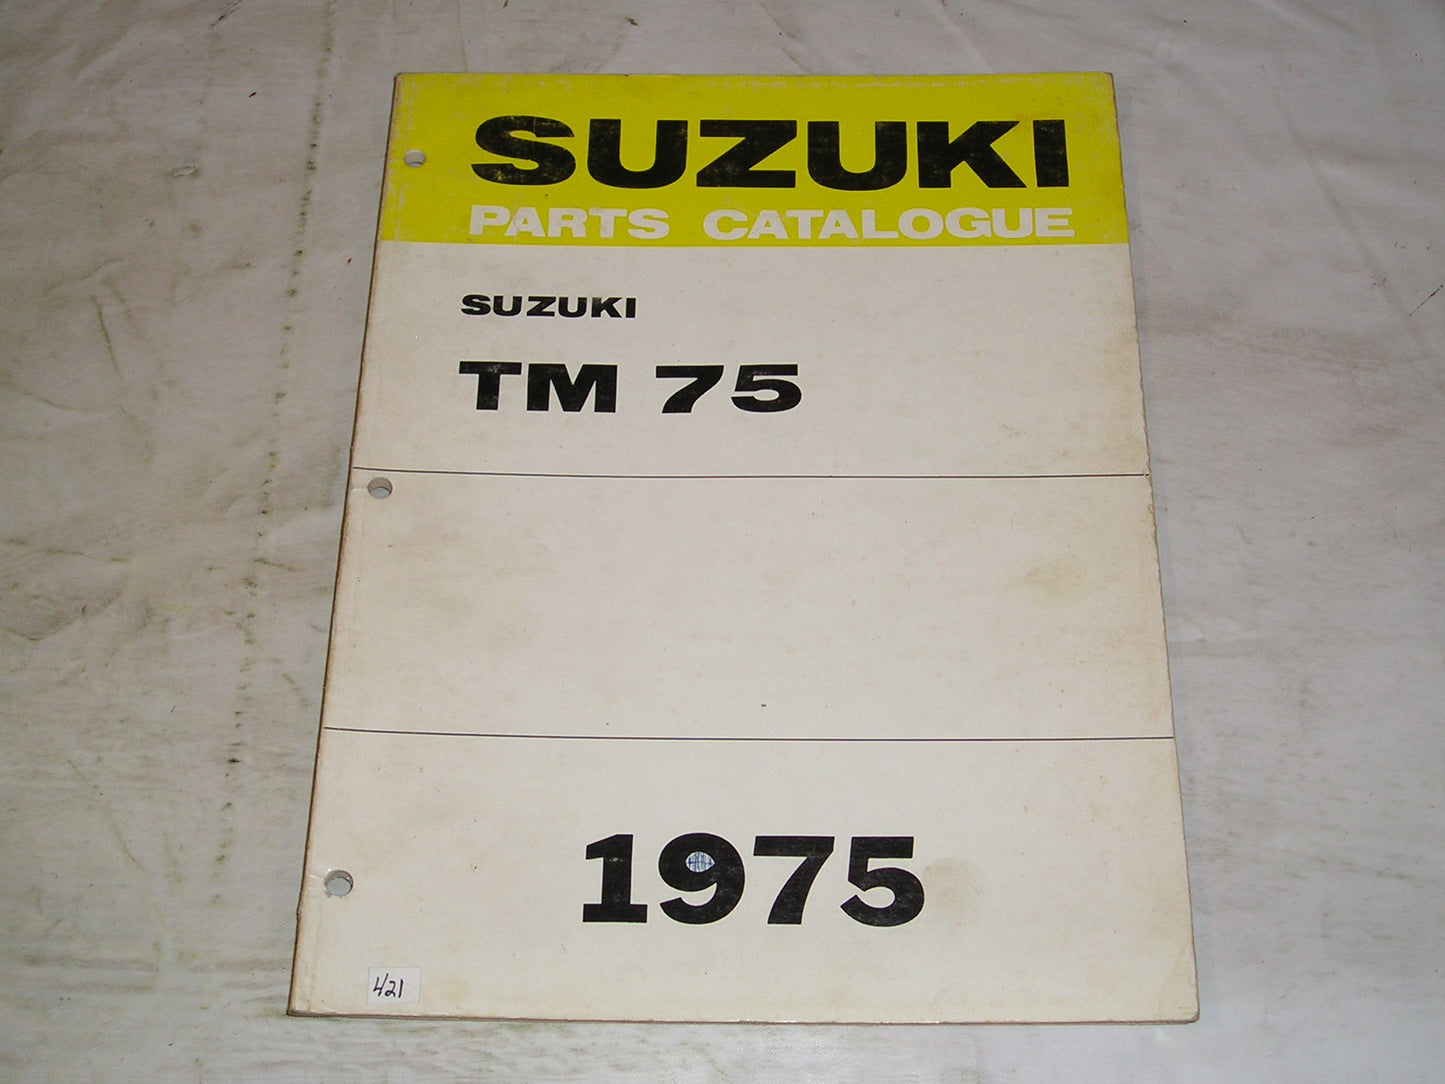 SUZUKI
PARTS CATALOGUE
SUZUKI
TM 75
1975
421